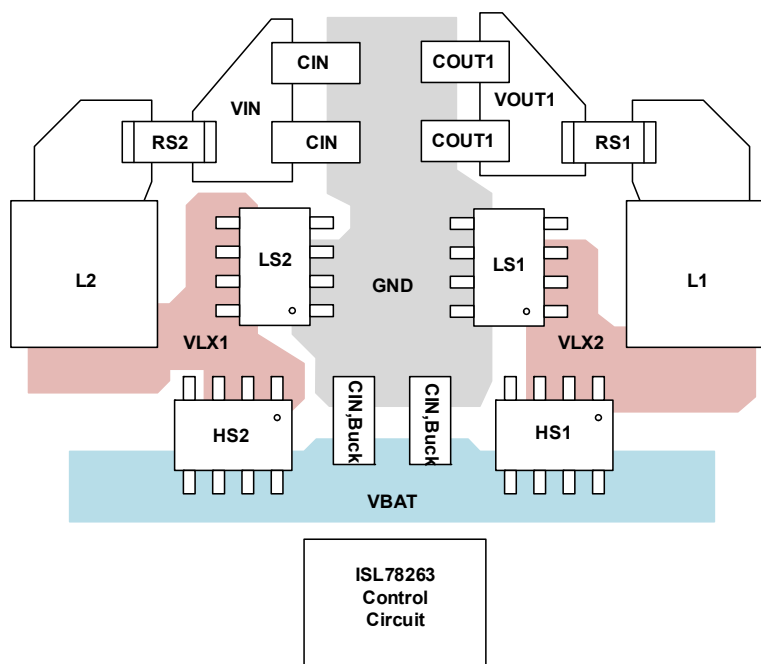 CIN
COUT1
VIN
VOUT1
RS2
CIN
COUT1
RS1
L2
LS2
GND
LS1
L1
VLX1
VLX2
HS2
CIN,Buck
CIN,Buck
HS1
VBAT
ISL78263
Control
Circuit